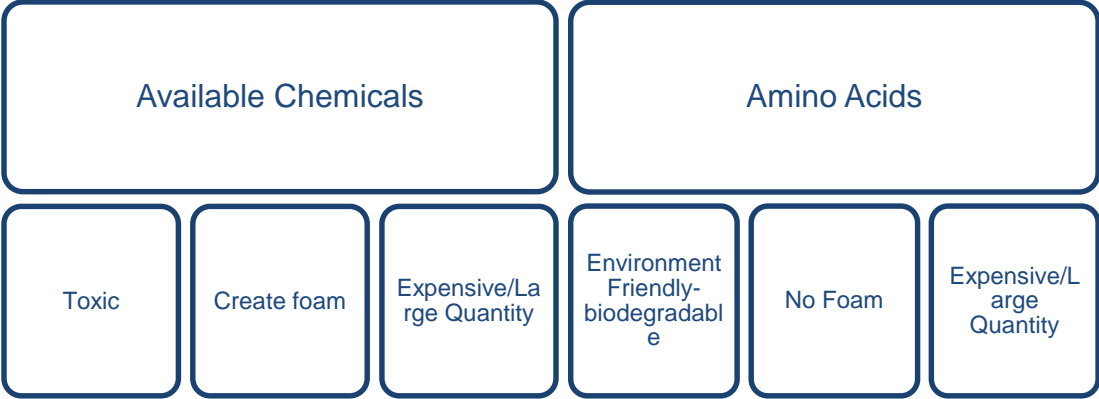 Available Chemicals
Amino Acids
Toxic
Create foam
Expensive/La
rge Quantity
Environment
Friendly-
biodegradabl
e
No Foam
Expensive/L
arge
Quantity